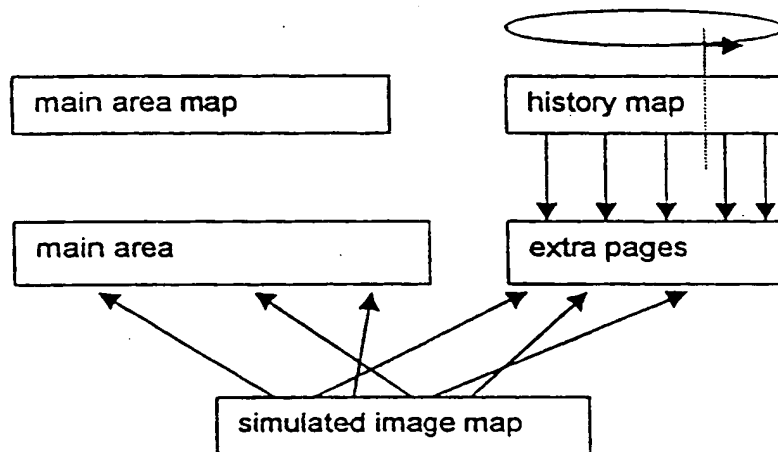 main area map
history map
main area
extra pages
simulated image map